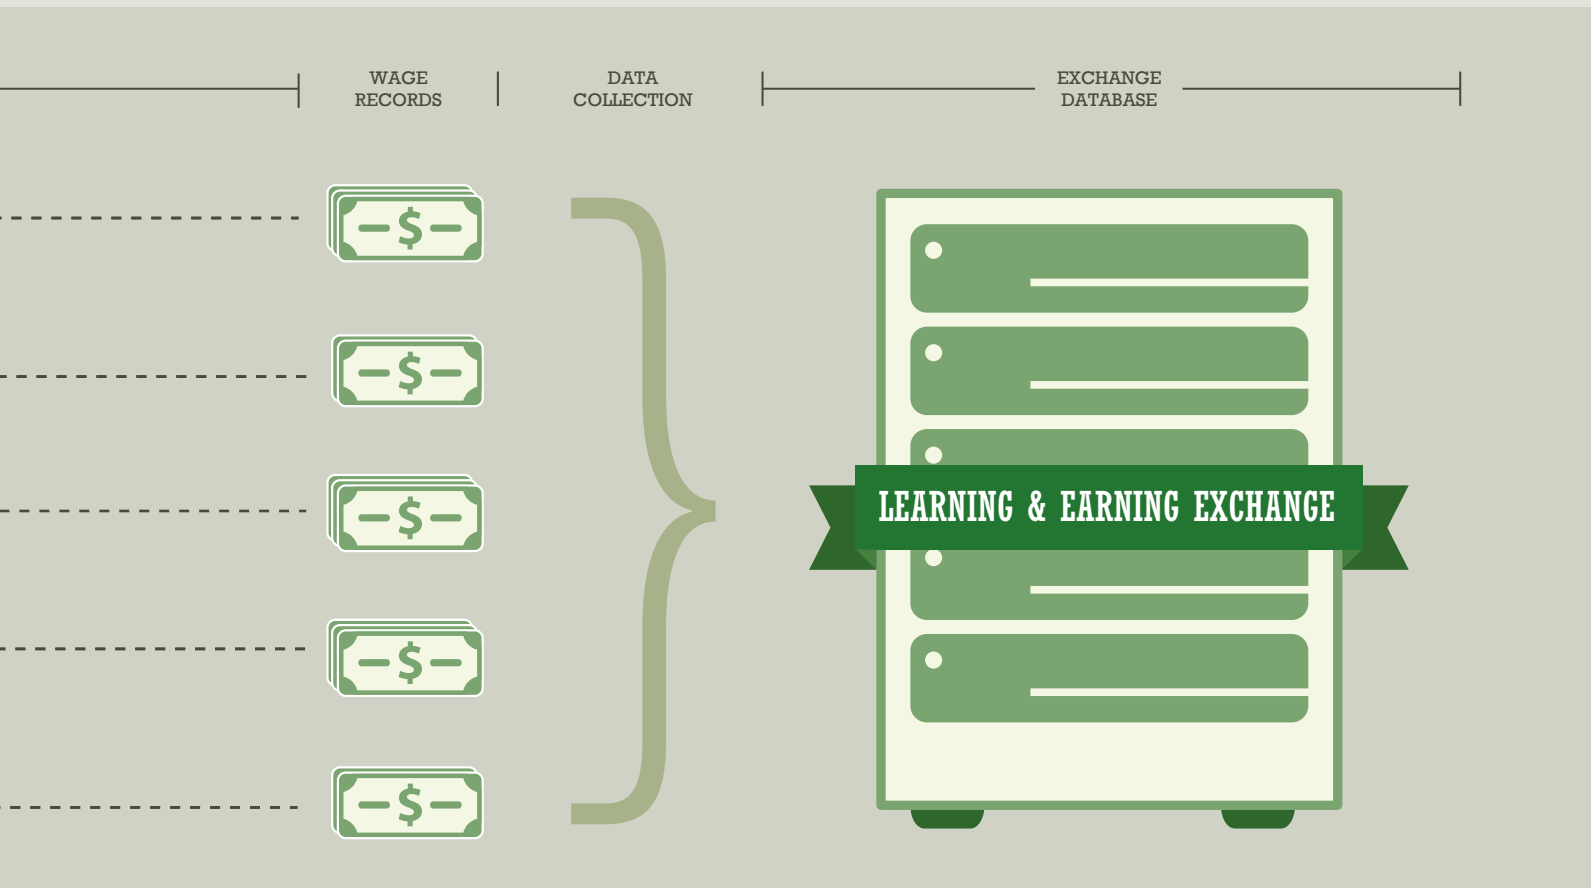 WAGE
RECORDS
DATA
COLLECTION
EXCHANGE
DATABASE
$
$
$
$
$
LEARNING & EARNING EXCHANGE